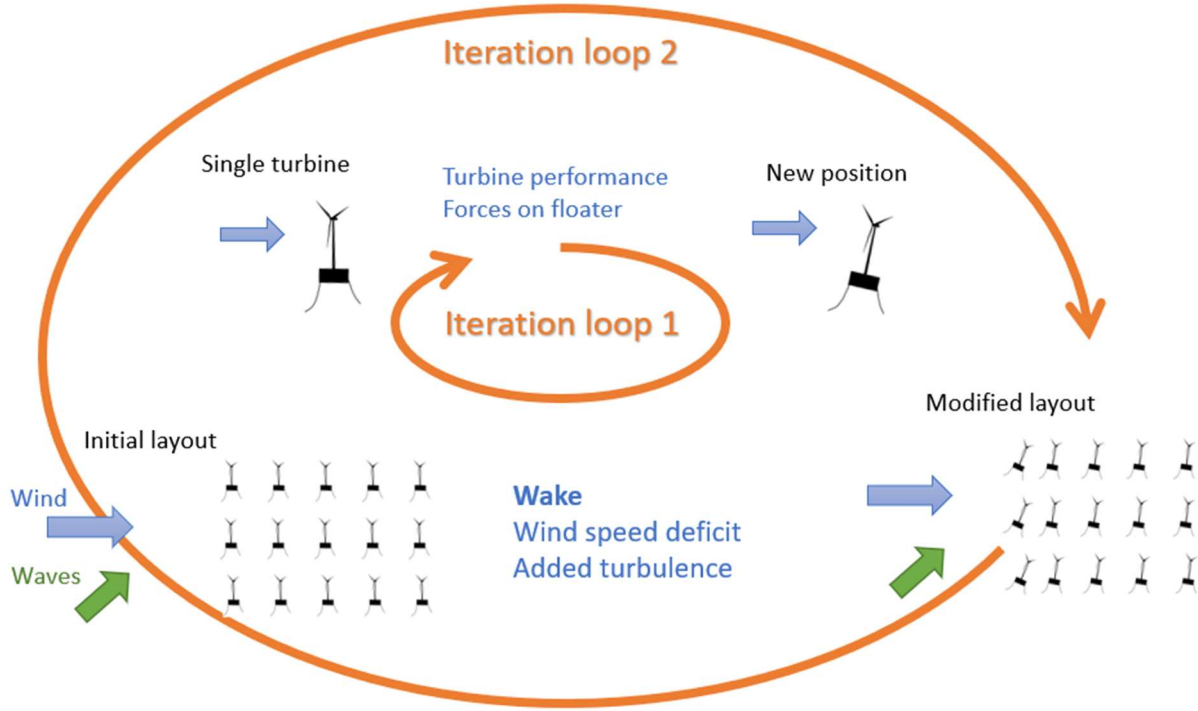 Iteration loop 2
Single turbine
Turbine performance
Forces on floater
New position
Iteration loop 1
Initial layout
Modified layout
Wind
Waves
Wake
Wind speed deficit
Added turbulence